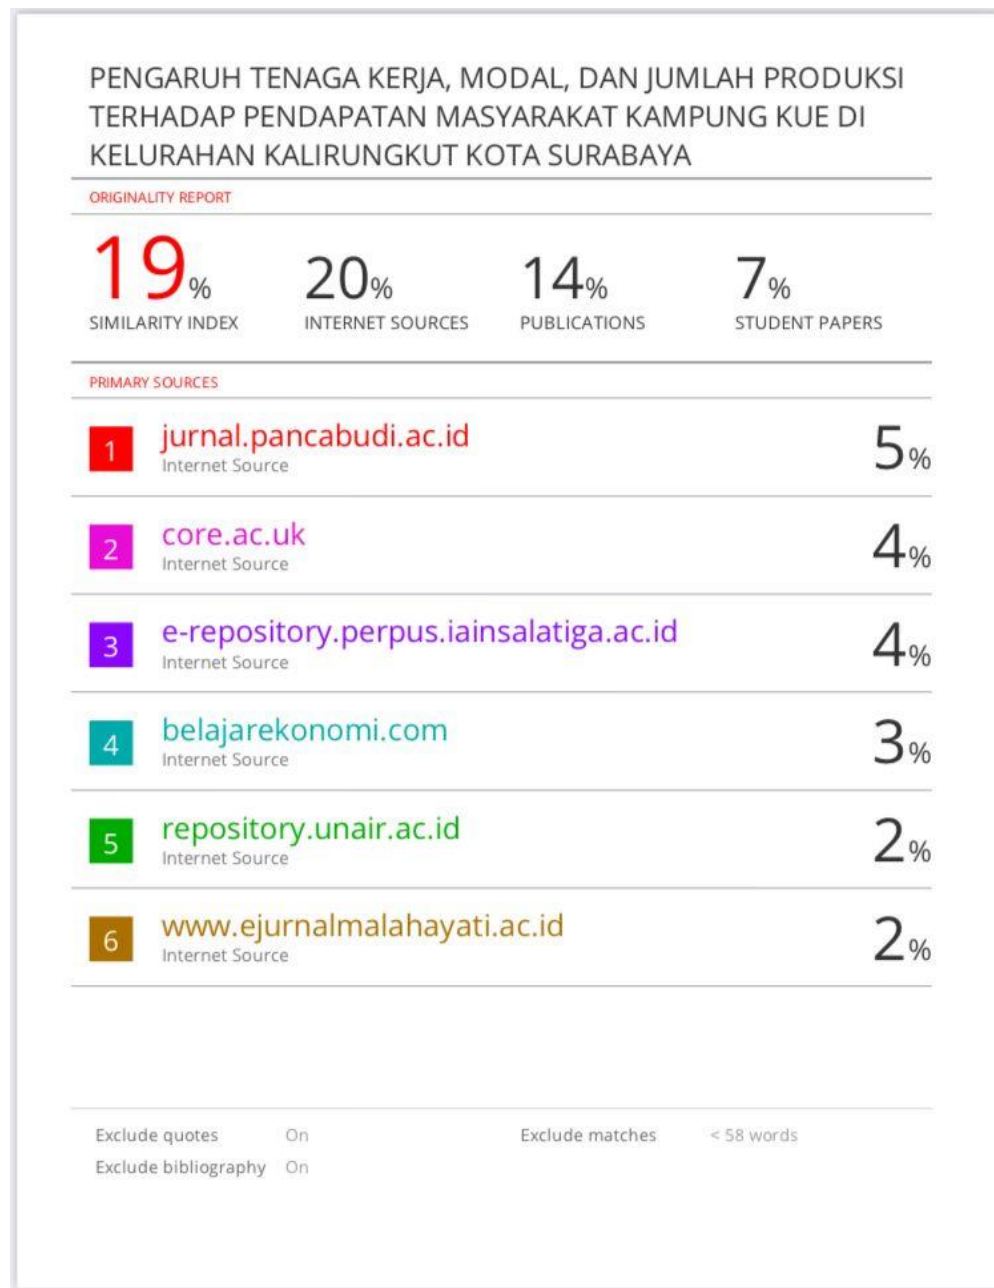 PENGARUH TENAGA KERJA, MODAL, DAN JUMLAH PRODUKSI
TERHADAP PENDAPATAN MASYARAKAT KAMPUNG KUE DI
KELURAHAN KALIRUNGKUT KOTA SURABAYA
ORIGINALITY REPORT
19% 20% 14% 7%
SIMILARITY INDEX INTERNET SOURCES PUBLICATIONS STUDENT PAPERS
PRIMARY SOURCES
1 jurnal.pancabudi.ac.id 5%
Internet Source
2 core.ac.uk 4%
Internet Source
3 e-repository.perpus.iainsalatiga.ac.id 4%
Internet Source
4 belajarekonomi.com 3%
Internet Source
5 repository.unair.ac.id 2%
Internet Source
6 www.ejurnalmalahayati.ac.id 2%
Internet Source
Exclude quotes On Exclude matches < 58 words
Exclude bibliography On